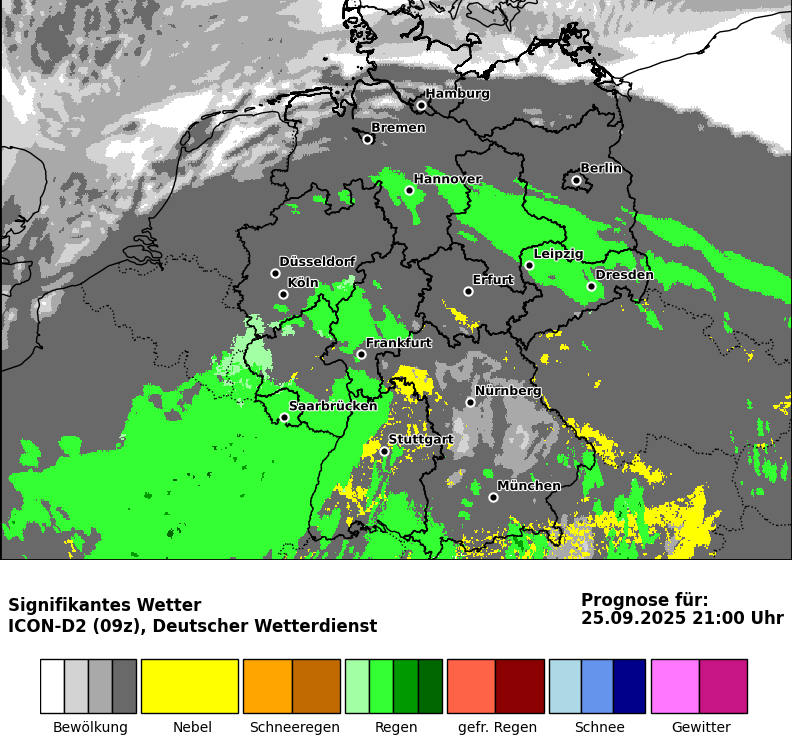 Hamburg
Bremen
Berlin
Hannover
Leipzig
Düsseldorf
Dresden
Köln
Erfurt
Frankfurt
Nürnberg
Saarbrücken
Stuttgart
München
Signifikantes Wetter
ICON-D2 (09z), Deutscher Wetterdienst
Prognose für:
25.09.2025 21:00 Uhr
Bewölkung Nebel Schneeregen Regen gefr. Regen Schnee Gewitter